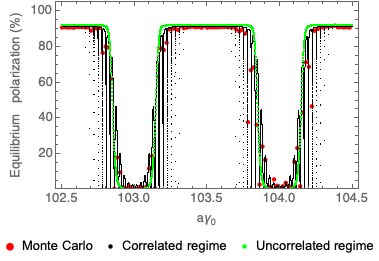 Equilibrium polarization (%)
100
80
60
40
20
102.5 103.0 103.5 104.0 104.5
aγ0
Monte Carlo Correlated regime Uncorrelated regime